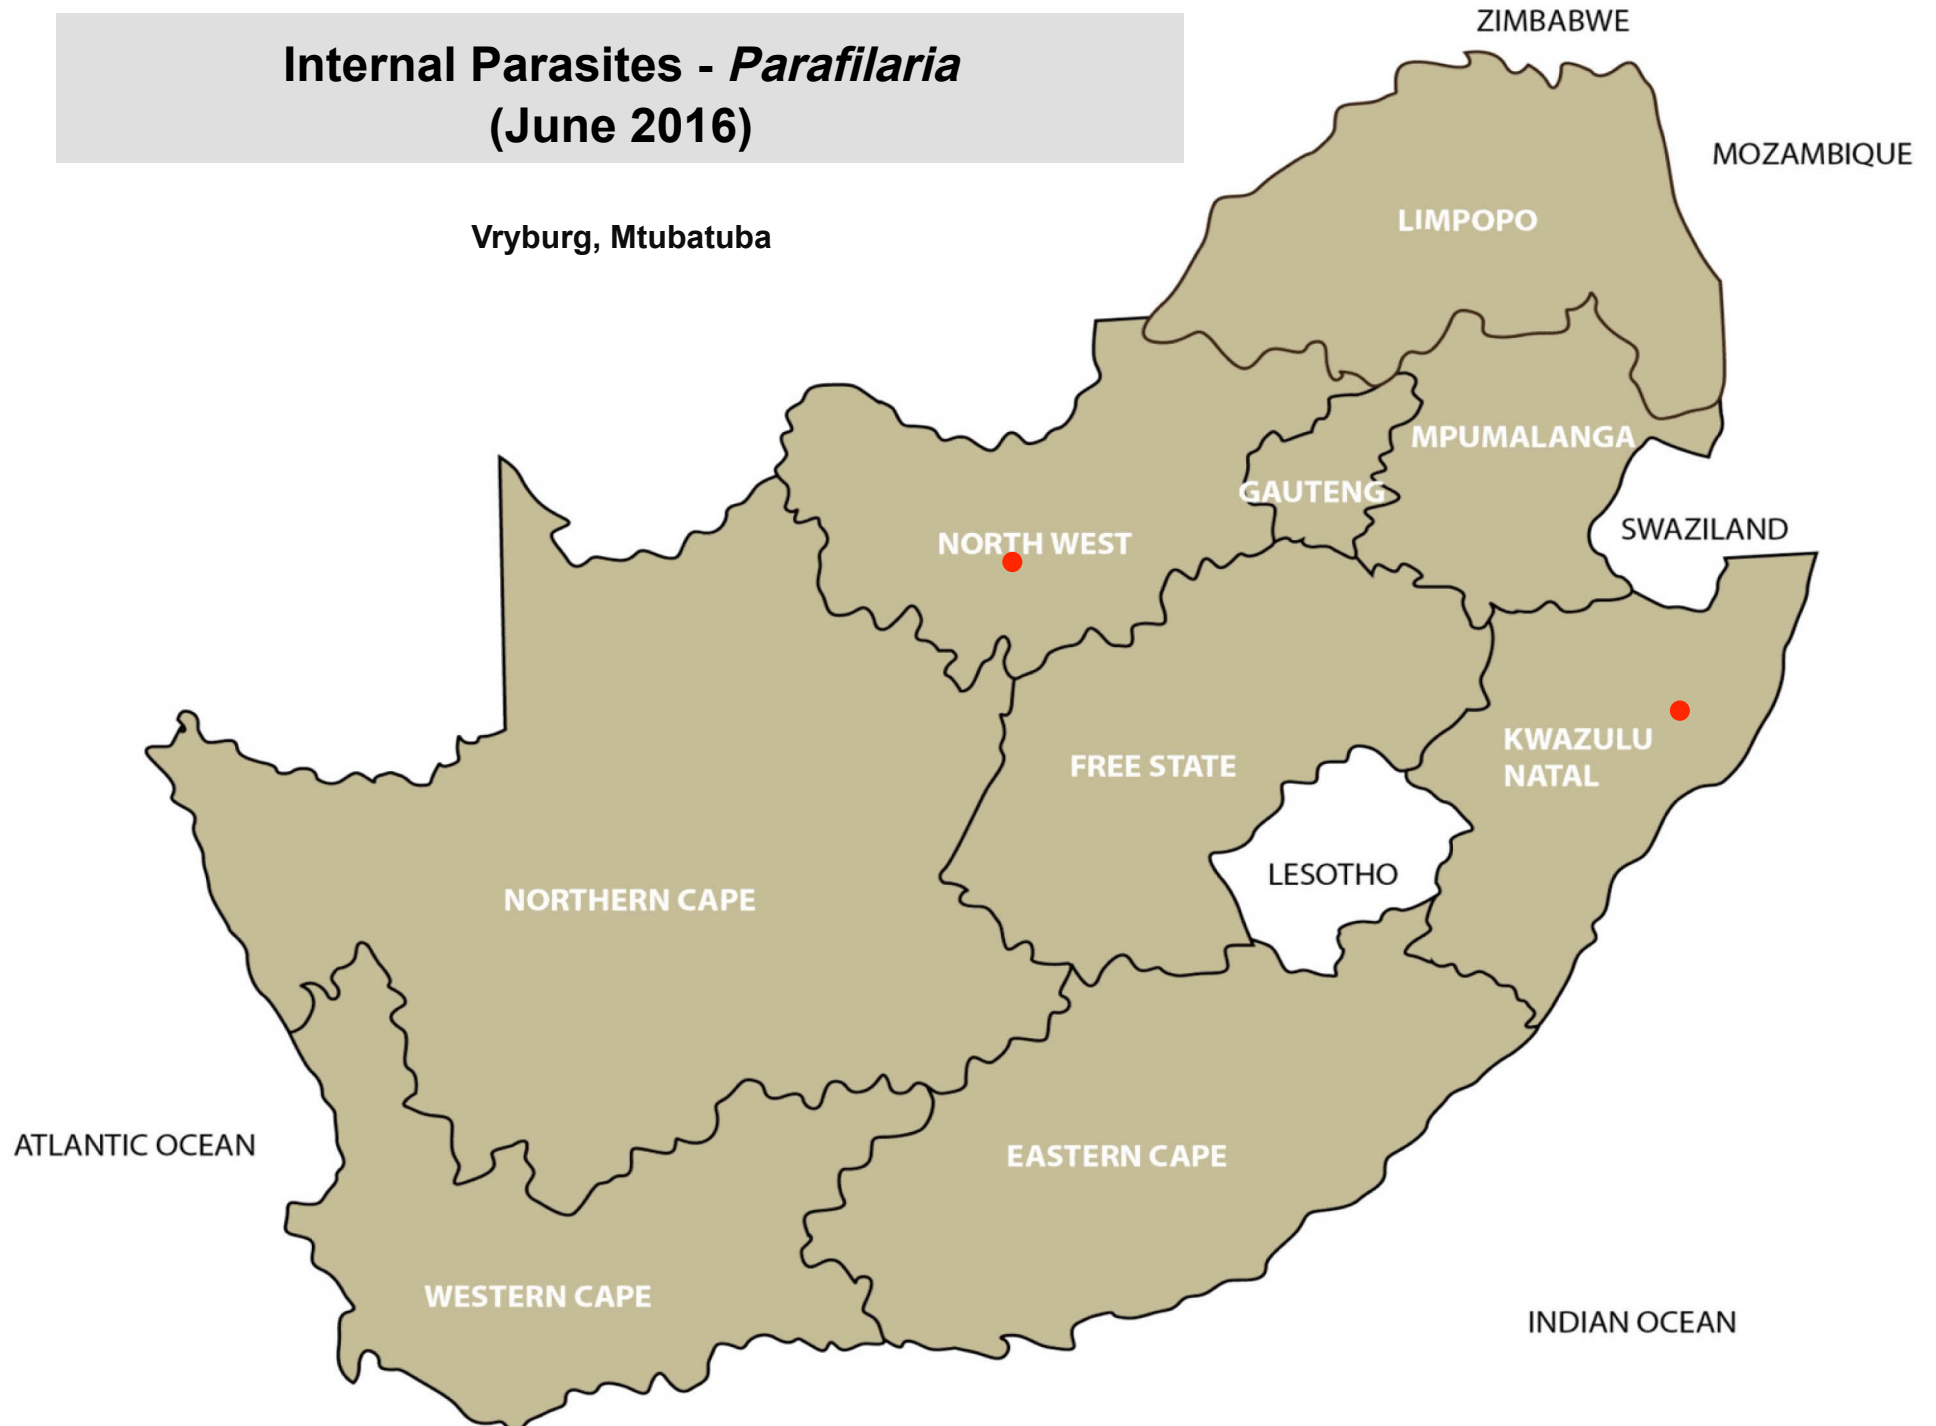 Internal Parasites - Parafilaria
(June 2016)
Vryburg, Mtubatuba
ZIMBABWE
MOZAMBIQUE
LIMPOPO
MPUMALANGA
GAUTENG
SWAZILAND
NORTH WEST
KWAZULU
NATAL
FREE STATE
LESOTHO
NORTHERN CAPE
ATLANTIC OCEAN
EASTERN CAPE
WESTERN CAPE
INDIAN OCEAN